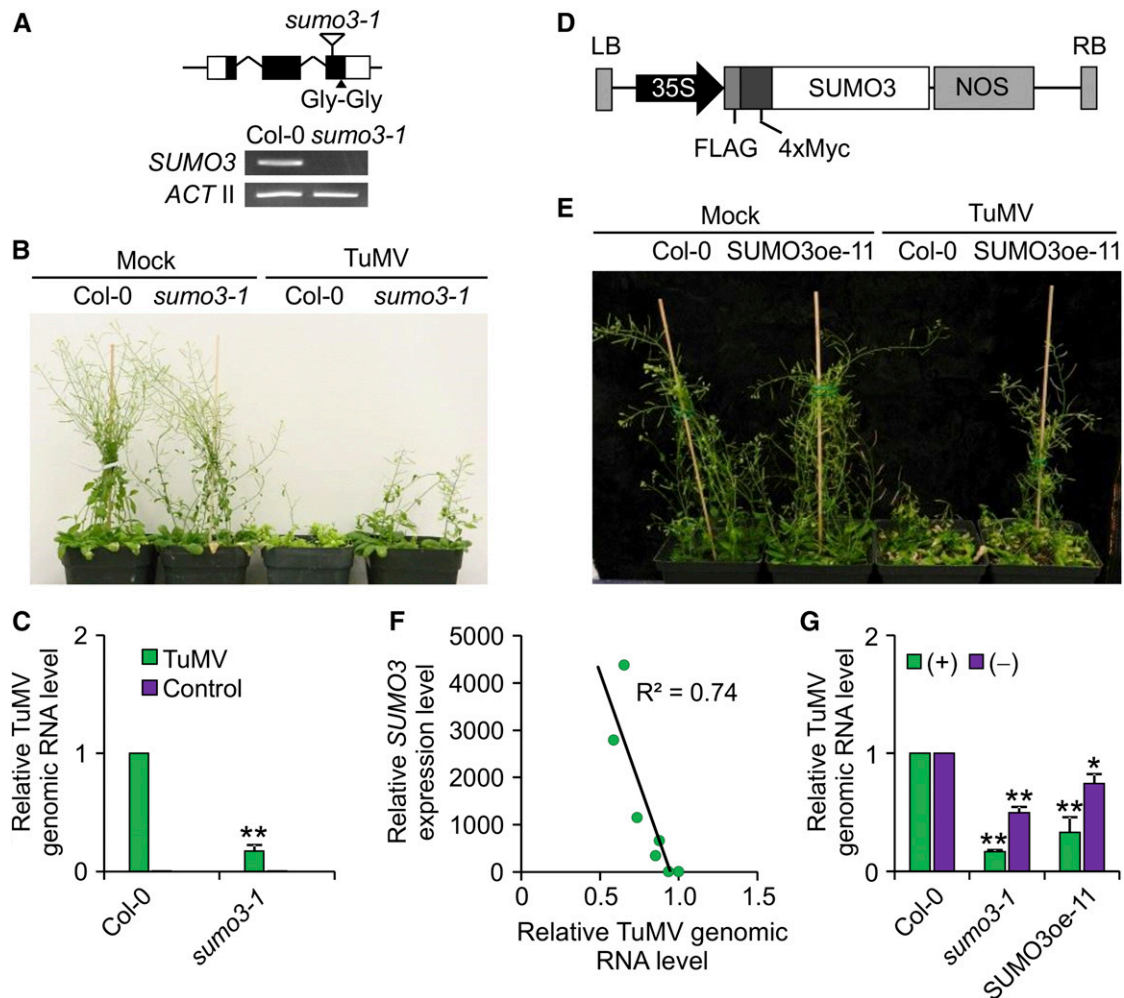 A
sumo3-1
Gly-Gly
Col-0 sumo3-1
SUMO3
ACT II
B
Mock TuMV
Col-0 sumo3-1 Col-0 sumo3-1
C
Relative TuMV
genomic RNA level
2
1
0
TuMV
Control
**
Col-0
sumo3-1
D
LB
RB
35S
SUMO3
NOS
FLAG 4xMyc
E
Mock TuMV
Col-0 SUMO3oe-11 Col-0 SUMO3oe-11
F
Relative SUMO3
expression level
5000
4000
3000
2000
1000
0
R² = 0.74
0 0.5 1.0 1.5
Relative TuMV genomic
RNA level
G
Relative TuMV
genomic RNA level
2
1
0
(+) (–)
**
**
**
*
Col-0
sumo3-1
SUMO3oe-11